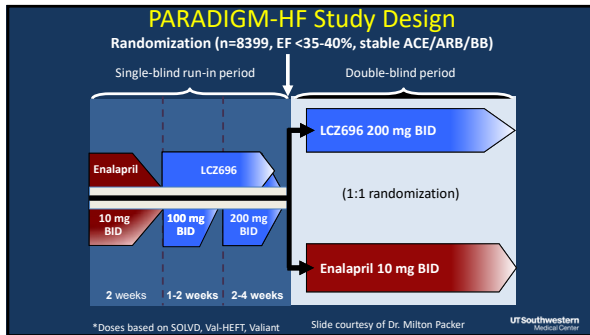 PARADIGM-HF Study Design
Randomization (n=8399, EF <35-40%, stable ACE/ARB/BB)
Single-blind run-in period
Double-blind period
LCZ696 200 mg BID
Enalapril
LCZ696
(1:1 randomization)
10 mg
BID
100 mg
BID
200 mg
BID
Enalapril 10 mg BID
2 weeks
1-2 weeks
2-4 weeks
*Doses based on SOLVD, Val-HEFT, Valiant
Slide courtesy of Dr. Milton Packer
UTSouthwestern
Medical Center